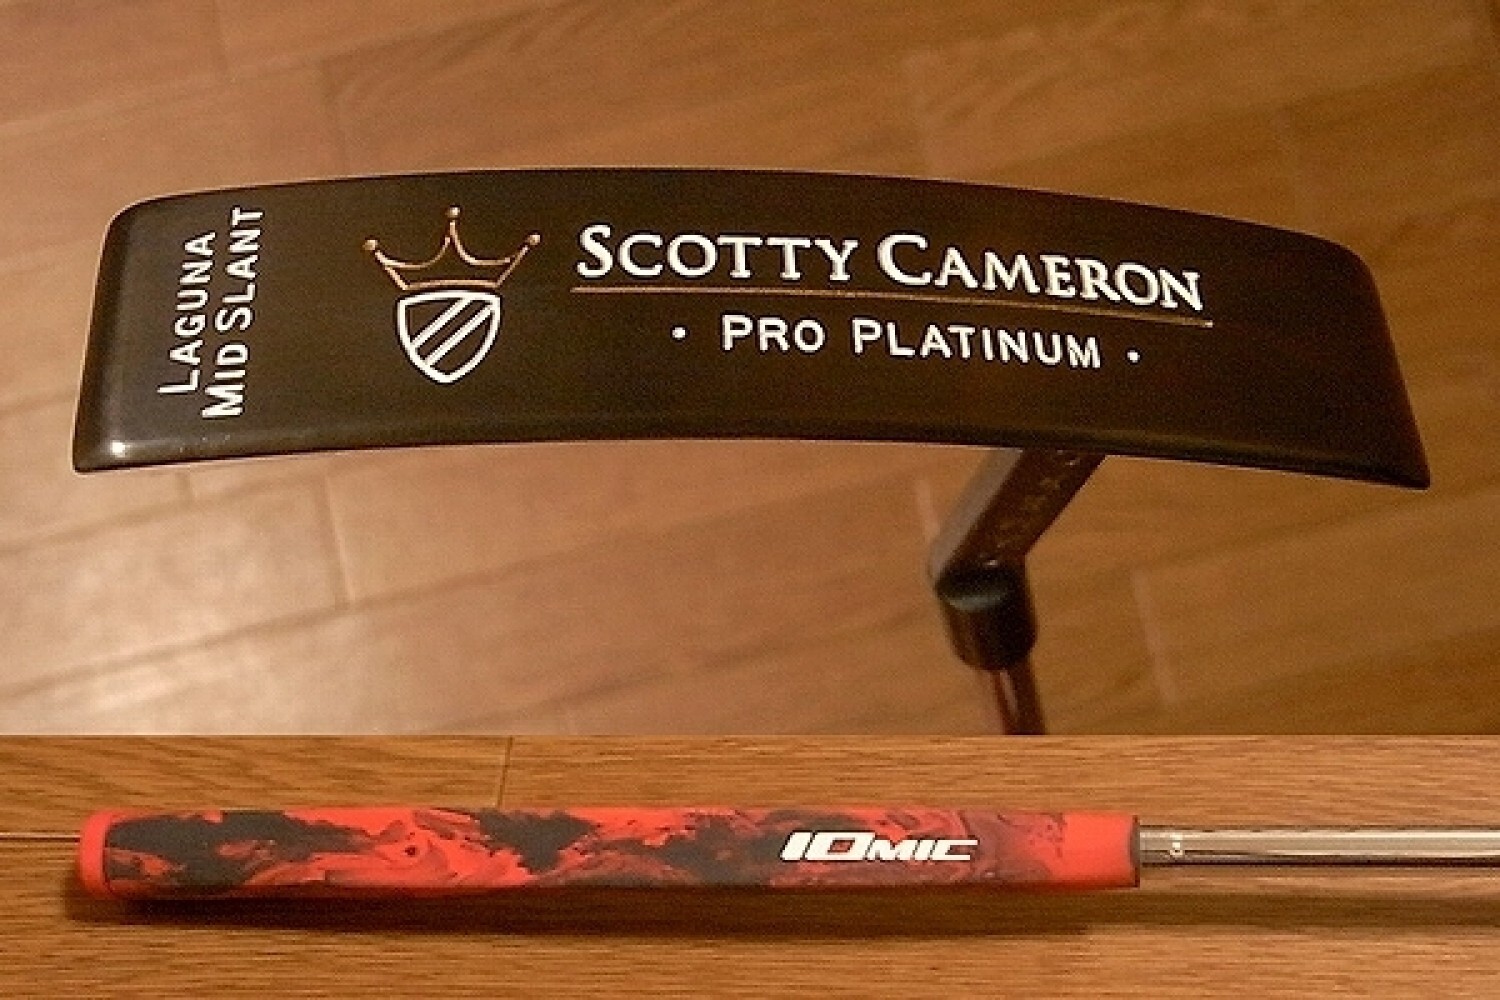 LAGUNA
MID SLANT
SCOTTY CAMERON
• PRO PLATINUM •
IOMIC